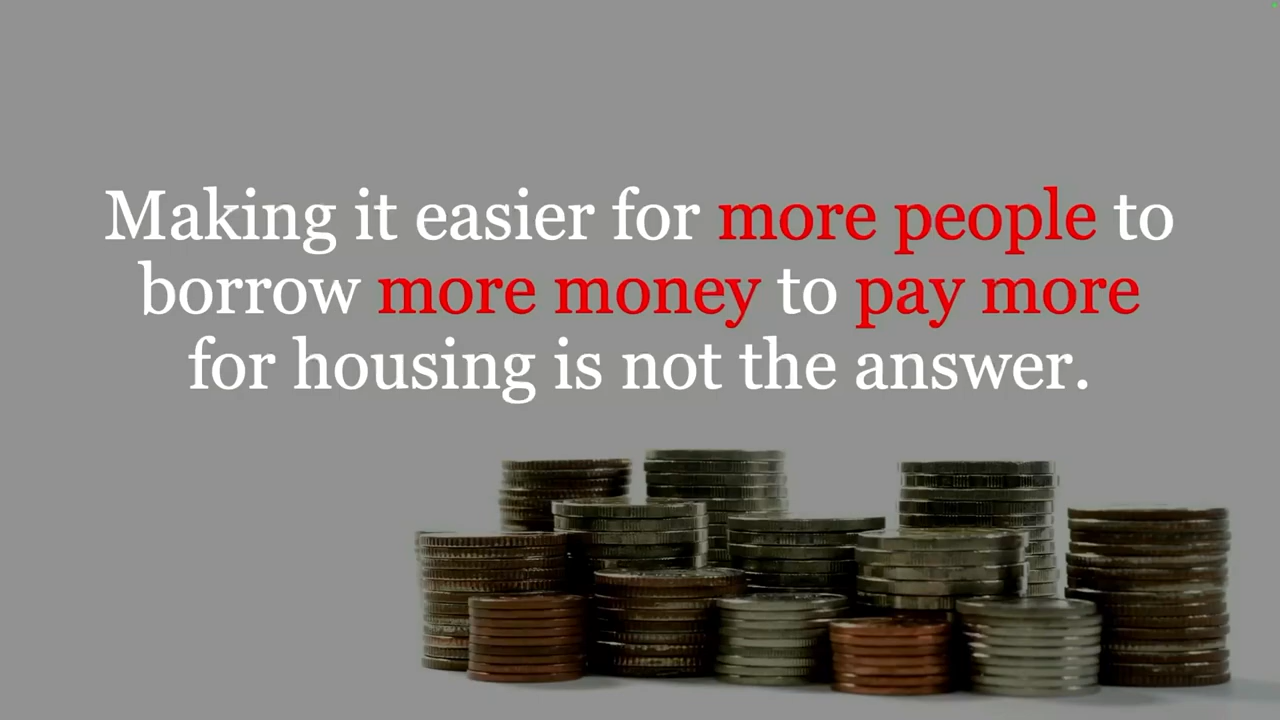 Making it easier for more people to
borrow more money to pay more
for housing is not the answer.